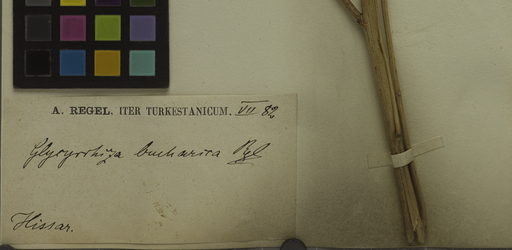 A. REGEL. ITER TURKESTANICUM. VII 82
Glycyrrhiza bucharica Rgl
Hissar.